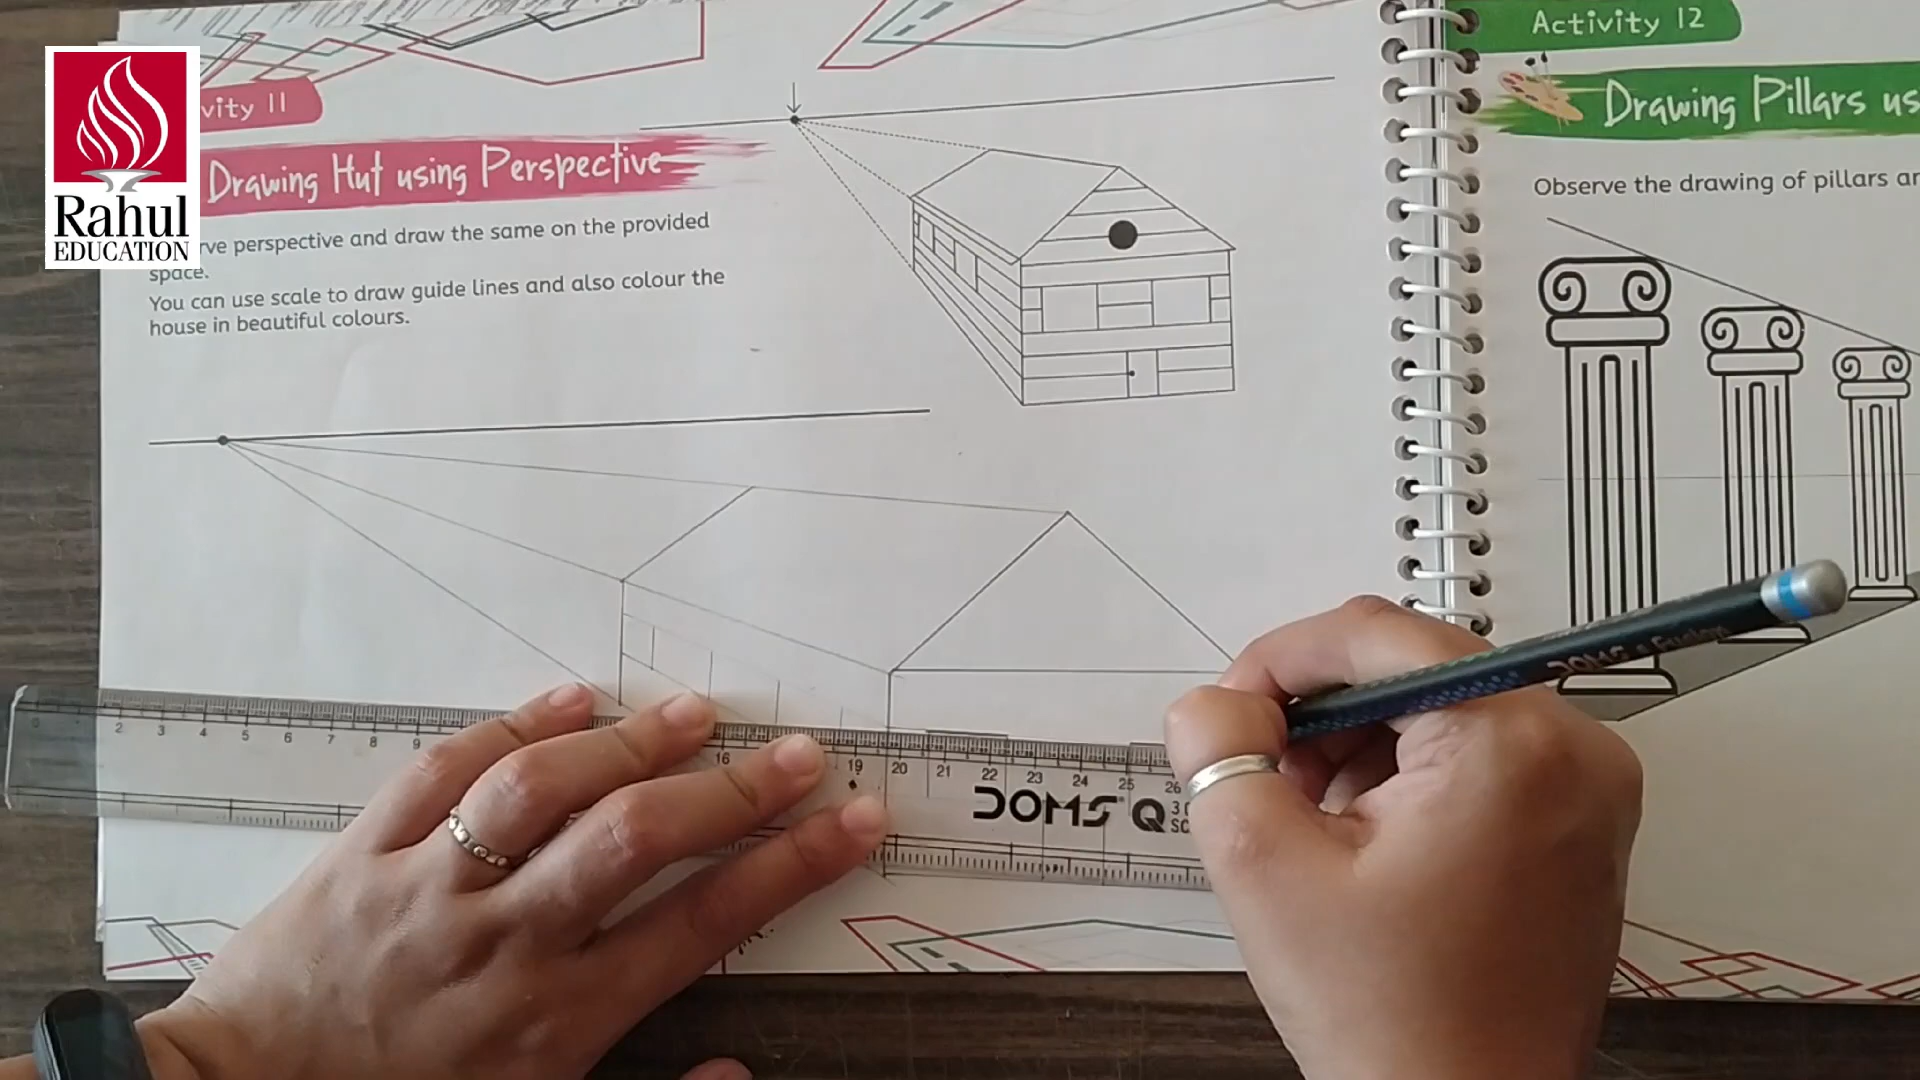 Rahul
EDUCATION
vity 11
Drawing Hut using Perspective
rve perspective and draw the same on the provided
space.
You can use scale to draw guide lines and also colour the
house in beautiful colours.
Activity 12
Drawing Pillars us
Observe the drawing of pillars ar
2 3 4 5 6 7 8 9 16 19 20 21 22 23 24 25 26
DOMS Q 3
SC
DOMS